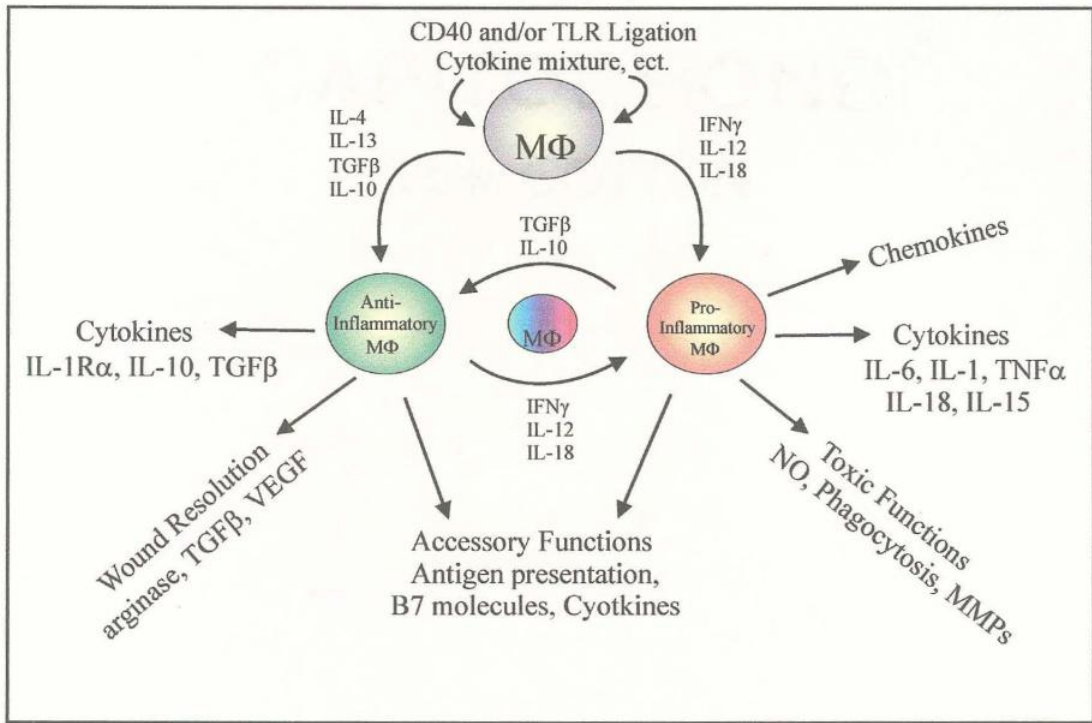 CD40 and/or TLR Ligation
Cytokine mixture, ect.
MΦ
IL-4
IL-13
TGFβ
IL-10
IFNγ
IL-12
IL-18
TGFβ
IL-10
Chemokines
Anti-
Inflammatory
MΦ
MΦ
Pro-
Inflammatory
MΦ
Cytokines
IL-1Rα, IL-10, TGFβ
Cytokines
IL-6, IL-1, TNFα
IL-18, IL-15
IFNγ
IL-12
IL-18
Wound Resolution
arginase, TGFβ, VEGF
Accessory Functions
Antigen presentation,
B7 molecules, Cyotkines
Toxic Functions
NO, Phagocytosis, MMPs